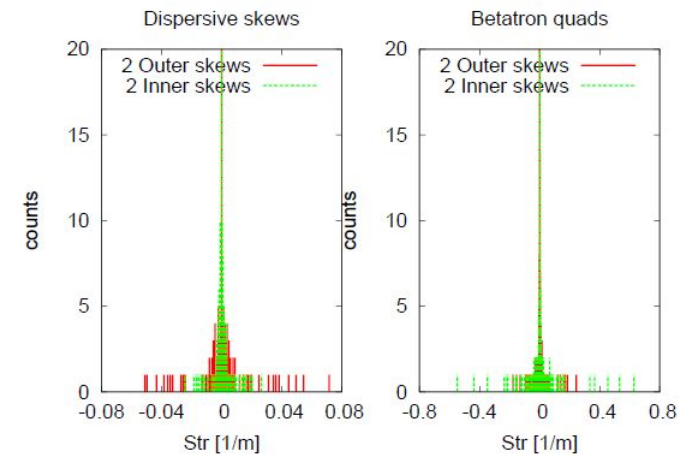 Dispersive skews
20
2 Outer skews
2 Inner skews
15
counts
10
5
0
-0.08 -0.04 0 0.04 0.08
Str [1/m]
Betatron quads
20
2 Outer skews
2 Inner skews
15
counts
10
5
0
-0.8 -0.4 0 0.4 0.8
Str [1/m]